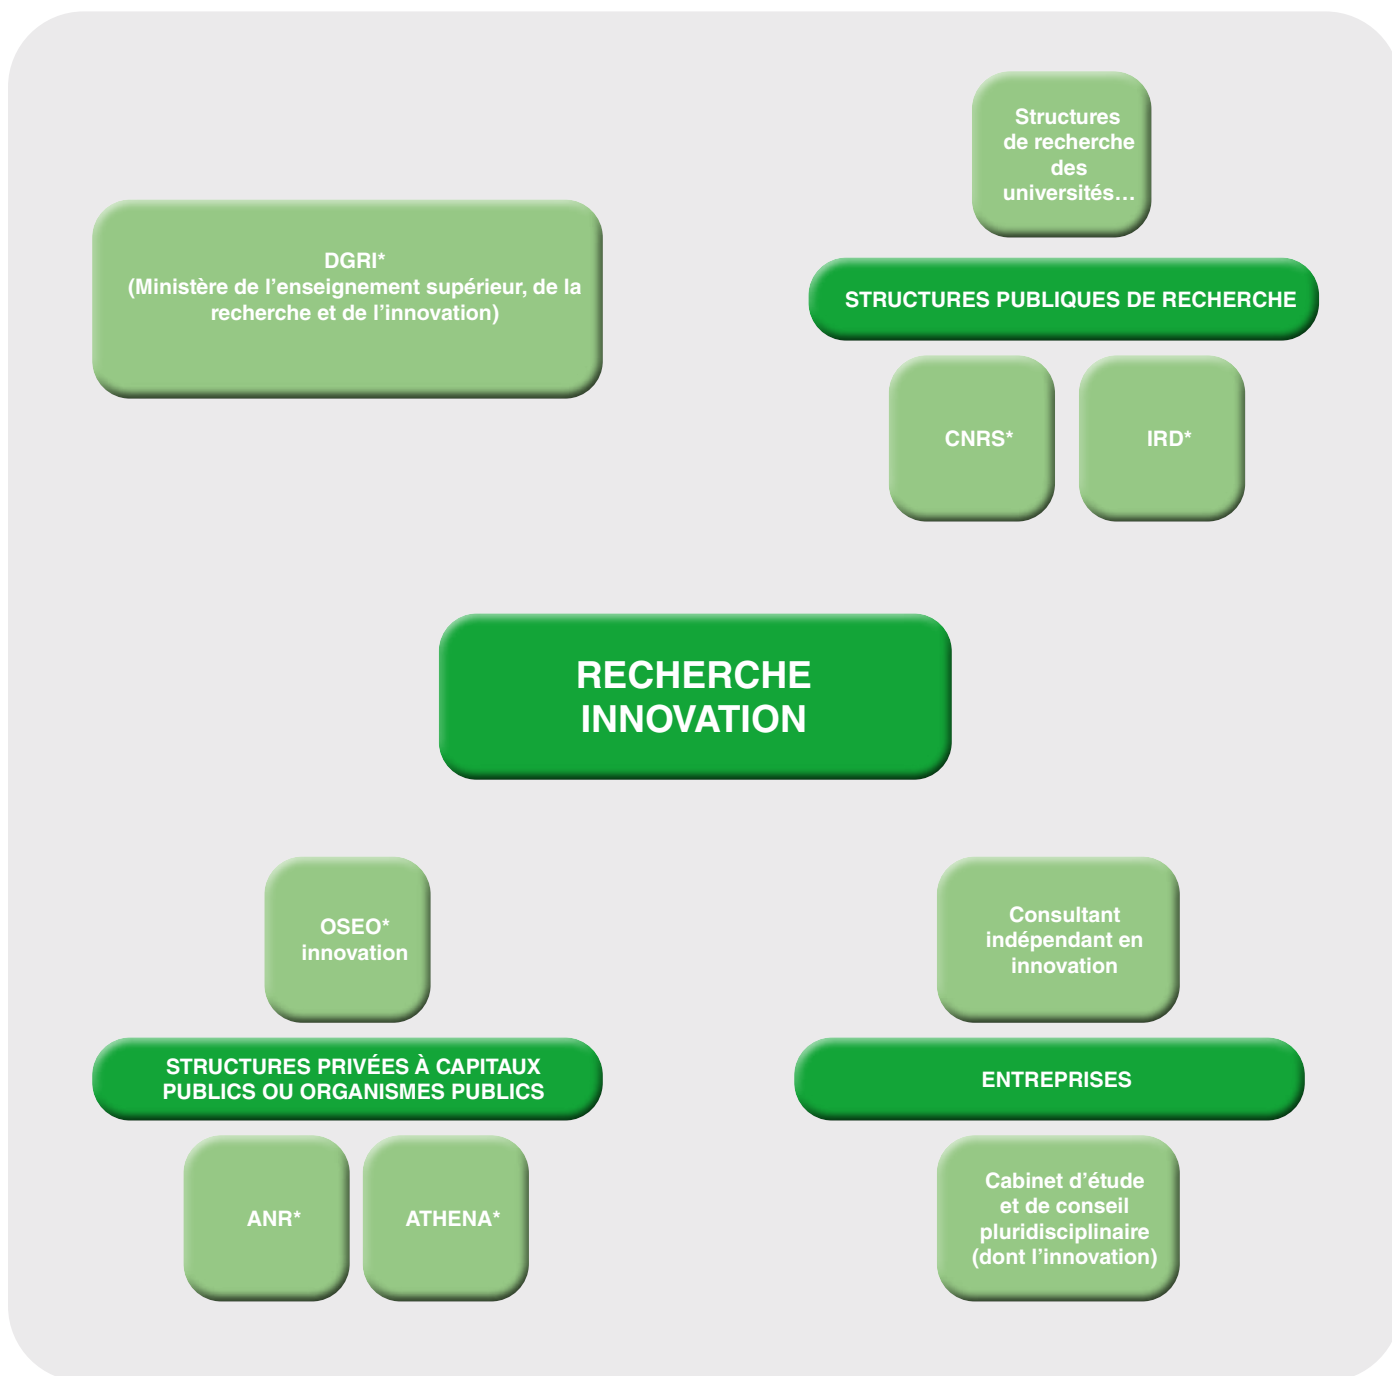 DGRI*
(Ministère de l’enseignement supérieur, de la
recherche et de l’innovation)
Structures
de recherche
des
universités…
STRUCTURES PUBLIQUES DE RECHERCHE
CNRS*
IRD*
RECHERCHE
INNOVATION
OSEO*
innovation
STRUCTURES PRIVÉES À CAPITAUX
PUBLICS OU ORGANISMES PUBLICS
ANR*
ATHENA*
Consultant
indépendant en
innovation
ENTREPRISES
Cabinet d’étude
et de conseil
pluridisciplinaire
(dont l’innovation)